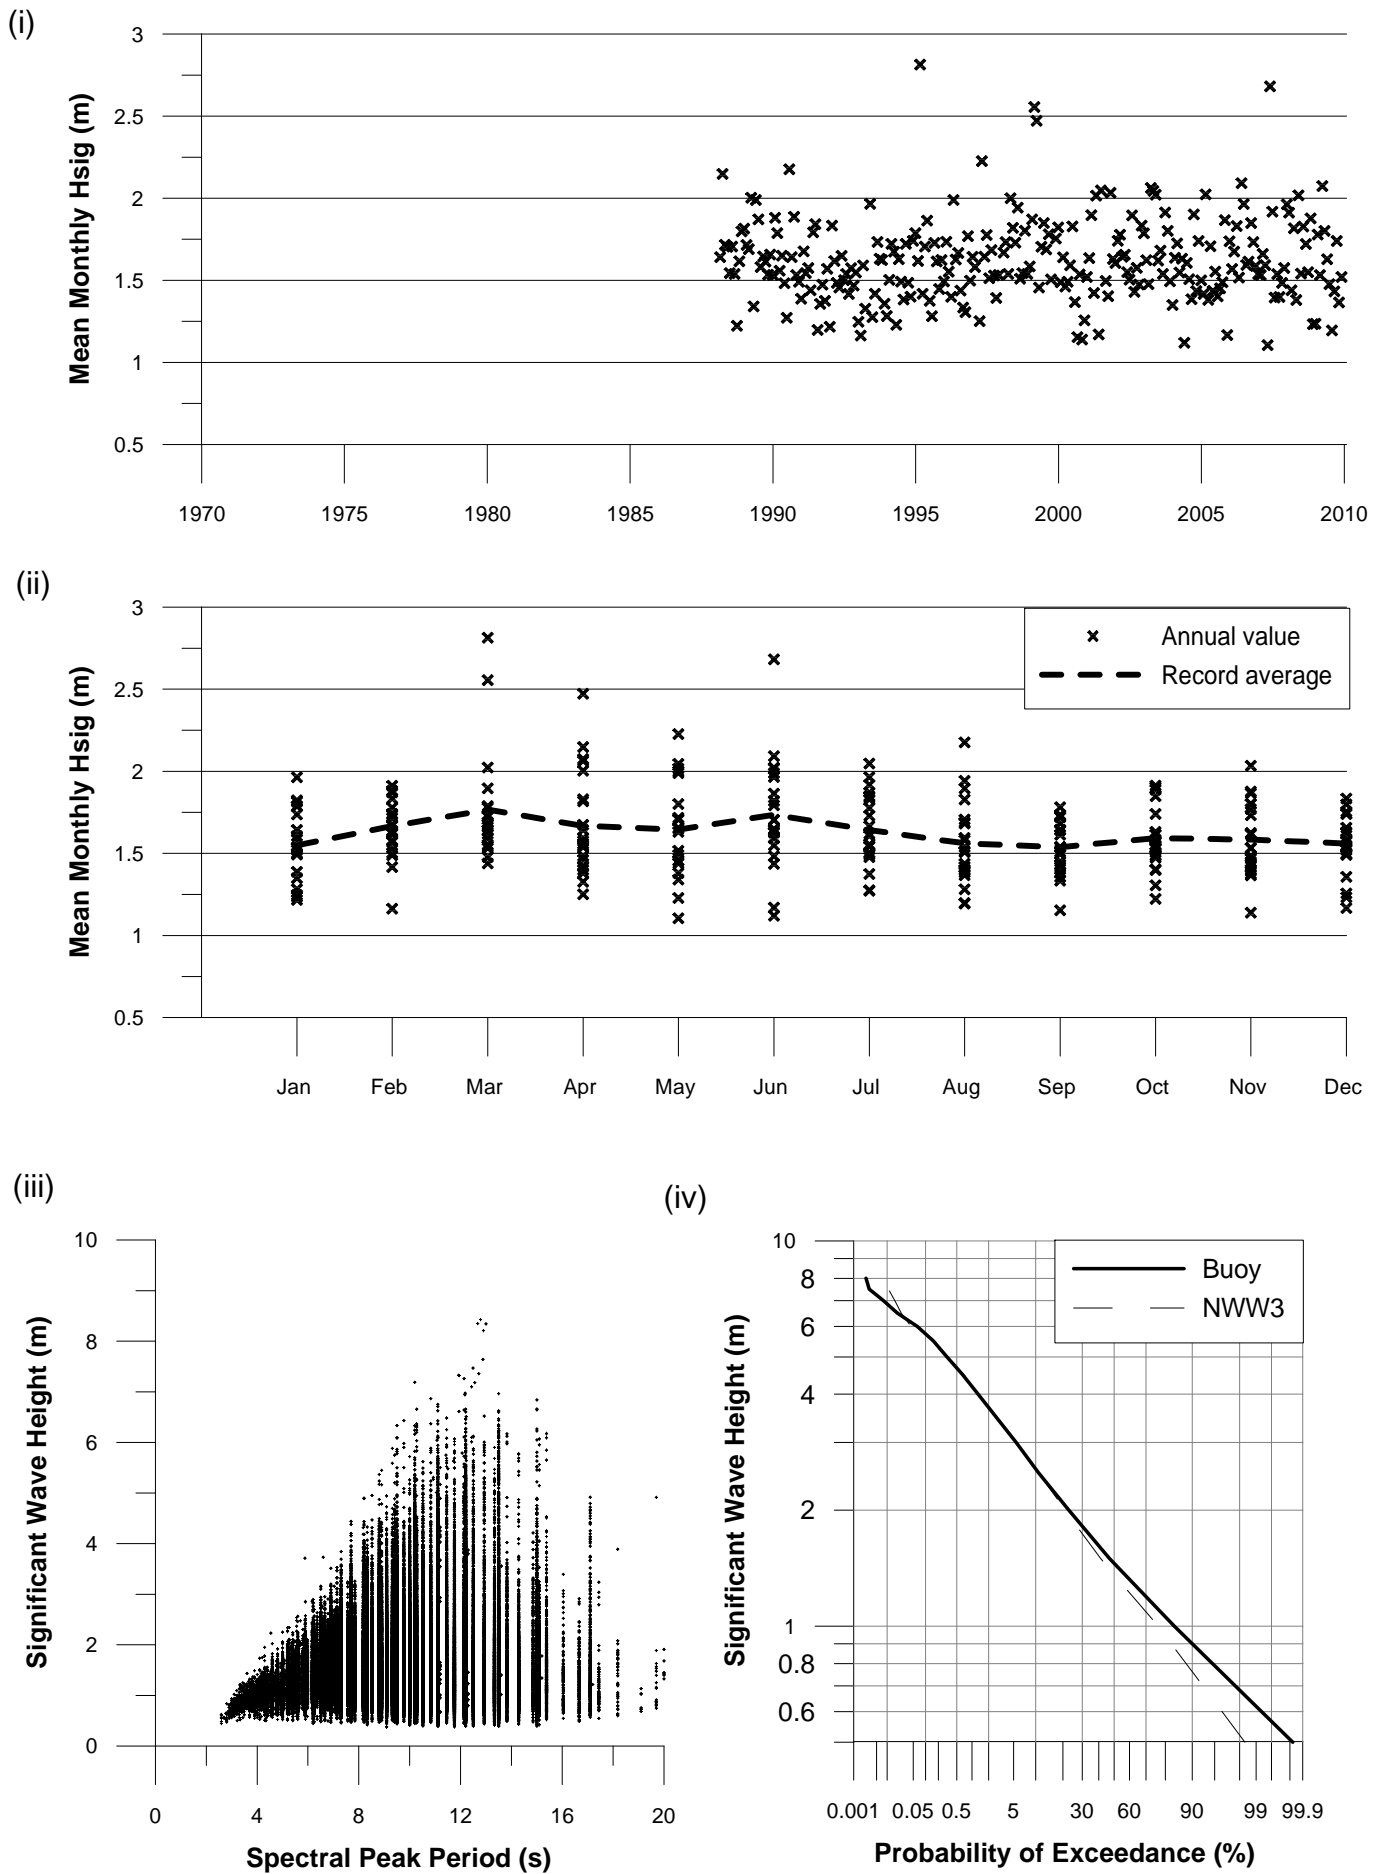 (i)
3
2.5
2
1.5
1
0.5
Mean Monthly Hsig (m)
1970 1975 1980 1985 1990 1995 2000 2005 2010
(ii)
3
2.5
2
1.5
1
0.5
Mean Monthly Hsig (m)
Annual value
Record average
Jan Feb Mar Apr May Jun Jul Aug Sep Oct Nov Dec
(iii)
10
8
6
4
2
0
Significant Wave Height (m)
0 4 8 12 16 20
Spectral Peak Period (s)
(iv)
10
8
6
4
2
1
0.8
0.6
Significant Wave Height (m)
Buoy
NWW3
0.001 0.05 0.5 5 30 60 90 99 99.9
Probability of Exceedance (%)